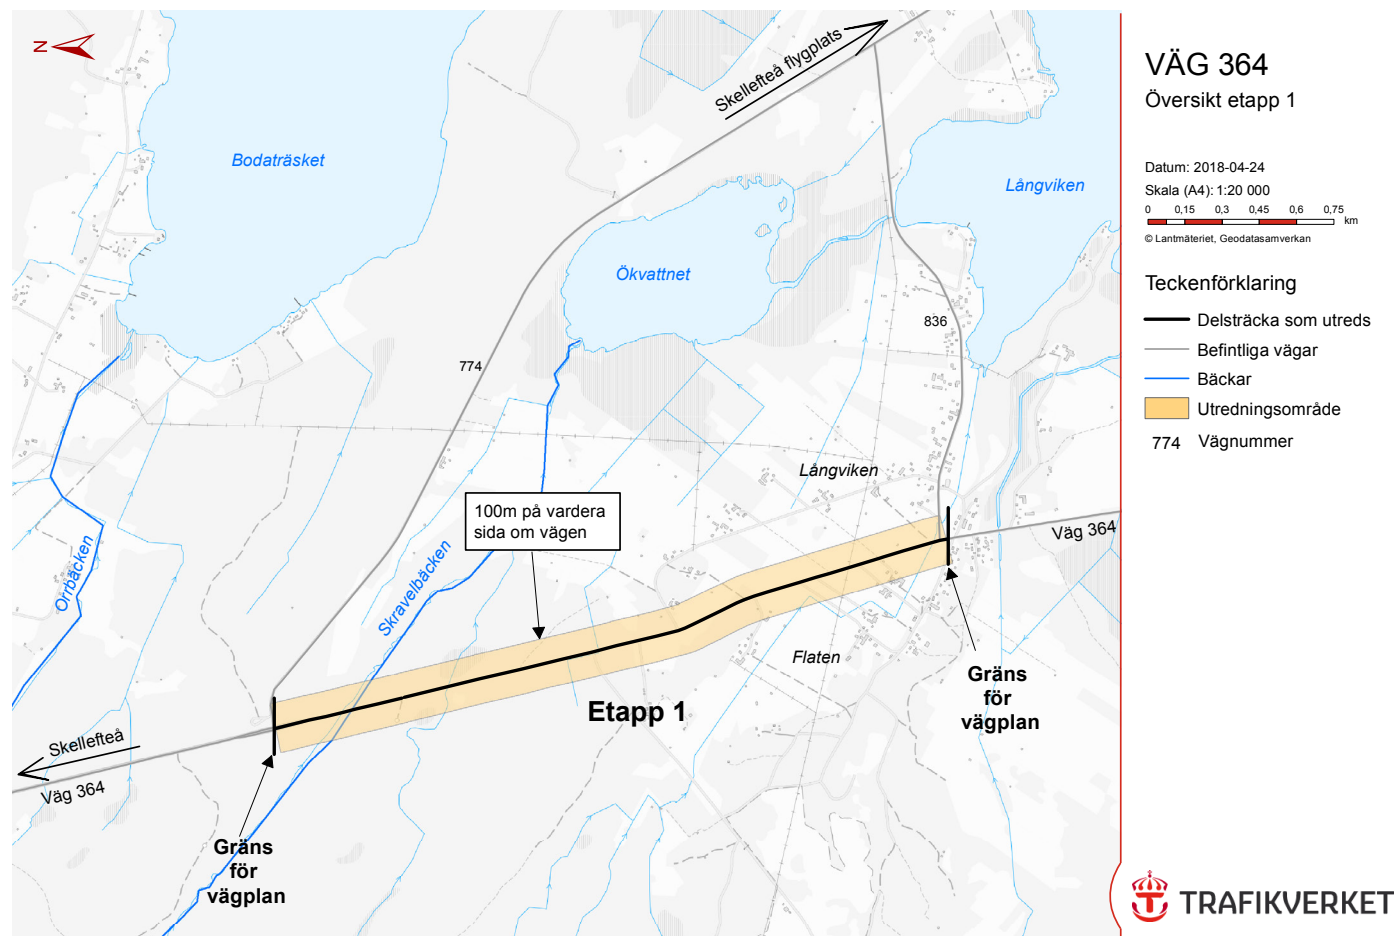 N
Skellefteå flygplats
Bodaträsket
Långviken
Ökvattnet
836
774
Långviken
100m på vardera
sida om vägen
Väg 364
Orrbäcken
Skravelbäcken
Flaten
Gräns
för
vägplan
Etapp 1
Skellefteå
Väg 364
Gräns
för
vägplan
VÄG 364
Översikt etapp 1
Datum: 2018-04-24
Skala (A4): 1:20 000
0 0,15 0,3 0,45 0,6 0,75
km
© Lantmäteriet, Geodatasamverkan
Teckenförklaring
Delsträcka som utreds
Befintliga vägar
Bäckar
Utredningsområde
774 Vägnummer
TRAFIKVERKET